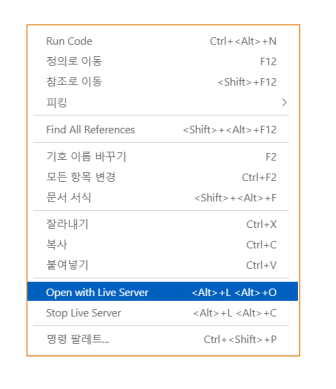 Run Code Ctrl+<Alt>+N
정의로 이동 F12
참조로 이동 <Shift>+F12
피킹 >
Find All References <Shift>+<Alt>+F12
기호 이름 바꾸기 F2
모든 항목 변경 Ctrl+F2
문서 서식 <Shift>+<Alt>+F
잘라내기 Ctrl+X
복사 Ctrl+C
붙여넣기 Ctrl+V
Open with Live Server <Alt>+L <Alt>+O
Stop Live Server <Alt>+L <Alt>+C
명령 팔레트... Ctrl+<Shift>+P